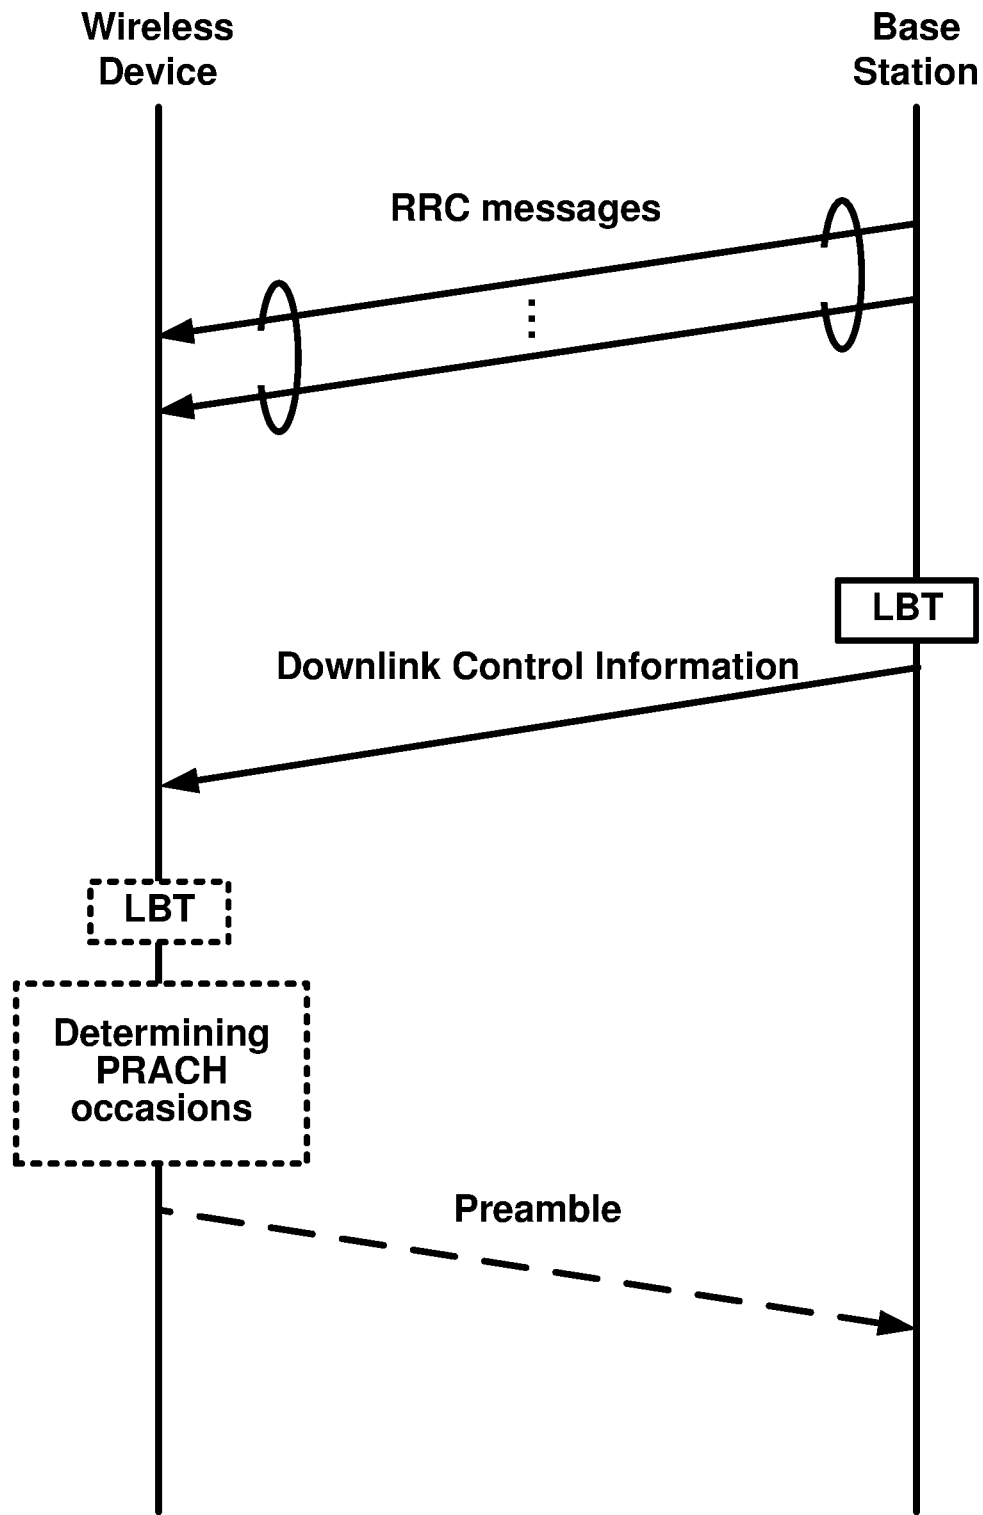 Wireless
Device
Base
Station
RRC messages
LBT
Downlink Control Information
LBT
Determining
PRACH
occasions
Preamble